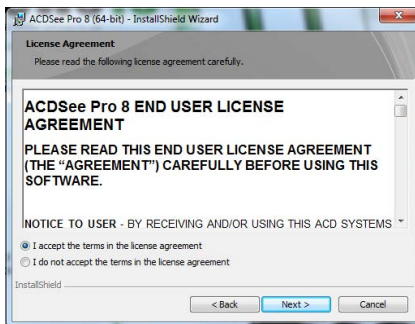 ACDSee Pro 8 (64-bit) - InstallShield Wizard
License Agreement
Please read the following license agreement carefully.
ACDSee Pro 8 END USER LICENSE
AGREEMENT
PLEASE READ THIS END USER LICENSE AGREEMENT
(THE “AGREEMENT”) CAREFULLY BEFORE USING THIS
SOFTWARE.
NOTICE TO USER - BY RECEIVING AND/OR USING THIS ACD SYSTEMS
I accept the terms in the license agreement
I do not accept the terms in the license agreement
InstallShield
< Back Next > Cancel